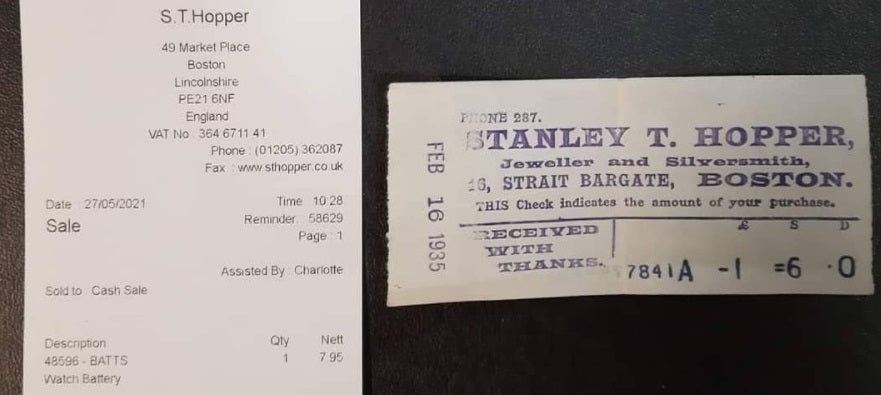 S.T.Hopper
49 Market Place
Boston
Lincolnshire
PE21 6NF
England
VAT No : 364 6711 41
Phone : (01205) 362087
Fax : www.sthopper.co.uk
Date : 27/05/2021 Time 10:28
Sale Reminder: 58629
Page : 1
Assisted By : Charlotte
Sold to : Cash Sale
Description Qty Nett
48596 - BATTS 1 7.95
Watch Battery
FEB 16 1935
PHONE 287.
STANLEY T. HOPPER,
Jeweller and Silversmith,
16, STRAIT BARGATE, BOSTON.
THIS Check indicates the amount of your purchase.
£ S D
RECEIVED
WITH
THANKS. 7841A -1 =6 ·0